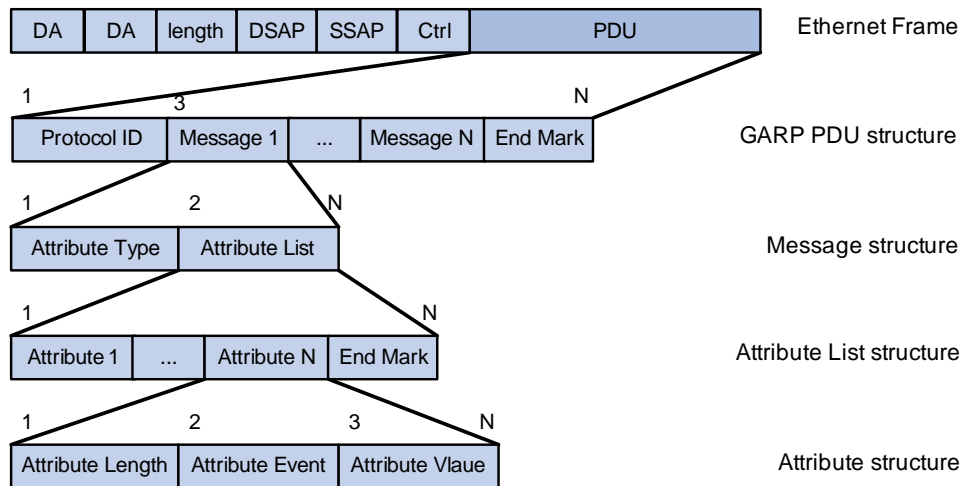 DA DA length DSAP SSAP Ctrl PDU Ethernet Frame
1 3 N
Protocol ID Message 1 ... Message N End Mark GARP PDU structure
1 2 N
Attribute Type Attribute List Message structure
1 N
Attribute 1 ... Attribute N End Mark Attribute List structure
1 2 3 N
Attribute Length Attribute Event Attribute Vlaue Attribute structure